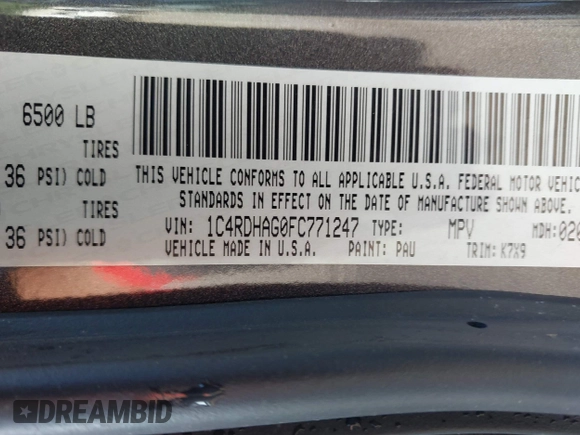 6500 LB
TIRES
36 PSI) COLD
THIS VEHICLE CONFORMS TO ALL APPLICABLE U.S.A. FEDERAL MOTOR VEHIC
STANDARDS IN EFFECT ON THE DATE OF MANUFACTURE SHOWN ABOVE.
TIRES
36 PSI) COLD
VIN: 1C4RDHAG0FC771247 TYPE: MPV MDH: 020
VEHICLE MADE IN U.S.A. PAINT: PAU TRIM: K7X9
DREAMBID